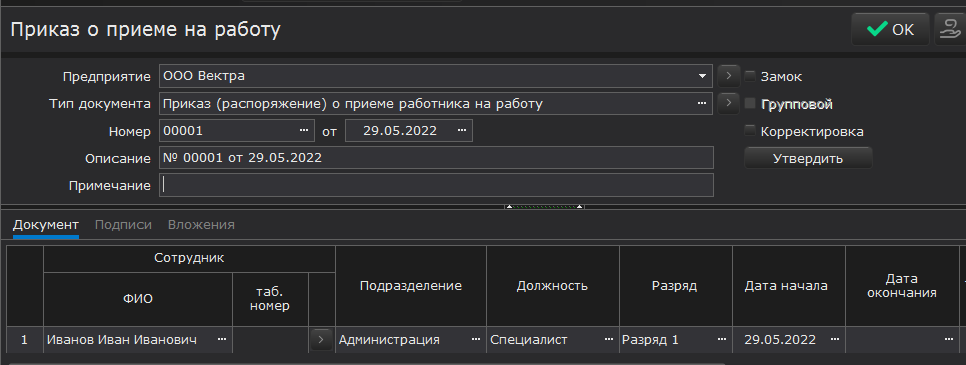 Приказ о приеме на работу
OK
Предприятие ООО Вектра Замок
Тип документа Приказ (распоряжение) о приеме работника на работу Групповой
Номер 00001 от 29.05.2022 Корректировка
Описание № 00001 от 29.05.2022 Утвердить
Примечание
Документ Подписи Вложения
Сотрудник
ФИО
таб.
номер
Подразделение
Должность
Разряд
Дата начала
Дата
окончания
1 Иванов Иван Иванович Администрация Специалист Разряд 1 29.05.2022